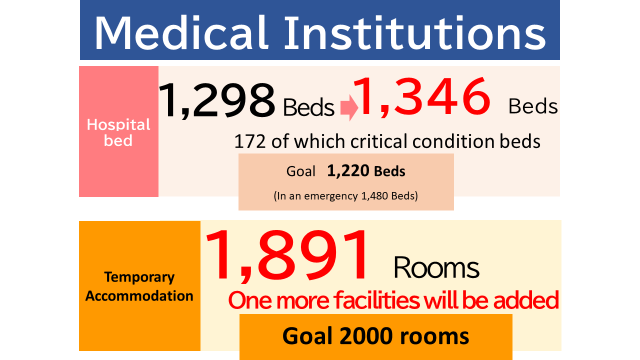 Medical Institutions
Hospital
bed
1,298 Beds 1,346 Beds
172 of which critical condition beds
Goal 1,220 Beds
(In an emergency 1,480 Beds)
Temporary
Accommodation
1,891 Rooms
One more facilities will be added
Goal 2000 rooms